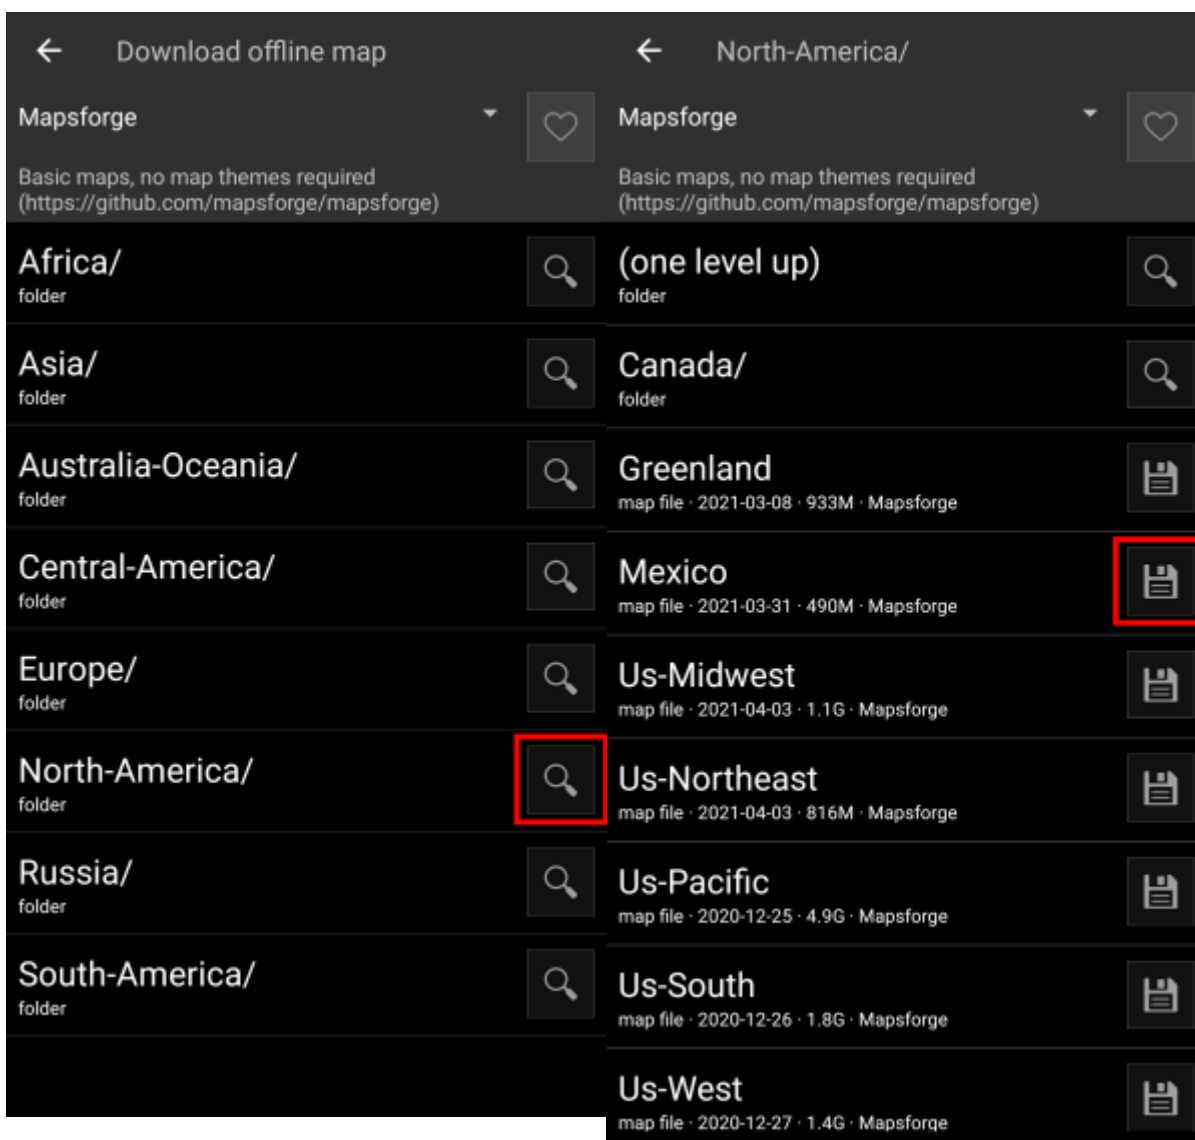 Download offline map
Mapsforge
Basic maps, no map themes required
(https://github.com/mapsforge/mapsforge)
Africa/
folder
Asia/
folder
Australia-Oceania/
folder
Central-America/
folder
Europe/
folder
North-America/
folder
Russia/
folder
South-America/
folder
North-America/
Mapsforge
Basic maps, no map themes required
(https://github.com/mapsforge/mapsforge)
(one level up)
folder
Canada/
folder
Greenland
map file · 2021-03-08 · 933M · Mapsforge
Mexico
map file · 2021-03-31 · 490M · Mapsforge
Us-Midwest
map file · 2021-04-03 · 1.1G · Mapsforge
Us-Northeast
map file · 2021-04-03 · 816M · Mapsforge
Us-Pacific
map file · 2020-12-25 · 4.9G · Mapsforge
Us-South
map file · 2020-12-26 · 1.8G · Mapsforge
Us-West
map file · 2020-12-27 · 1.4G · Mapsforge